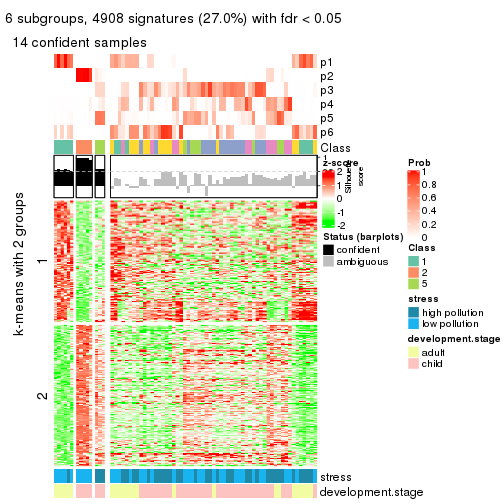 6 subgroups, 4908 signatures (27.0%) with fdr < 0.05
14 confident samples
p1
p2
p3
p4
p5
p6
Class
1
Silhouette
score
k-means with 2 groups
1
2
stress
development.stage
z-score
2
1
0
-1
-2
Status (barplots)
confident
ambiguous
Prob
1
0.8
0.6
0.4
0.2
0
Class
1
2
5
stress
high pollution
low pollution
development.stage
adult
child